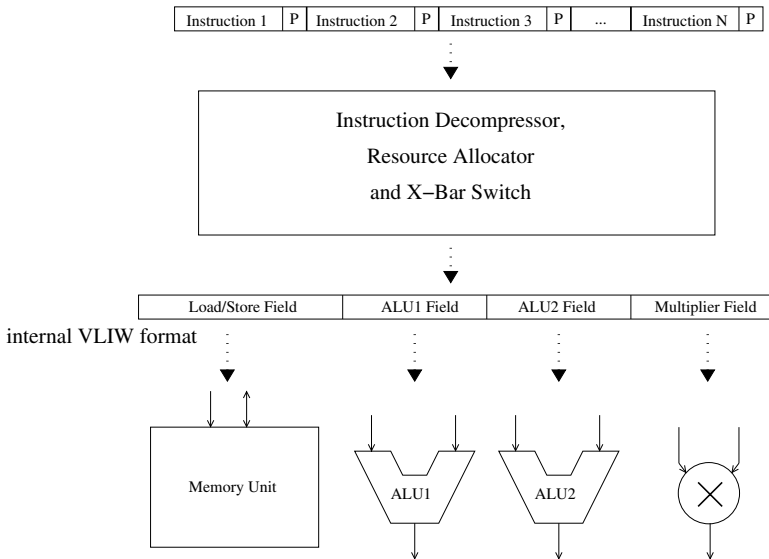 Instruction 1 P Instruction 2 P Instruction 3 P ... Instruction N P
Instruction Decompressor,
Resource Allocator
and X−Bar Switch
Load/Store Field ALU1 Field ALU2 Field Multiplier Field
internal VLIW format
Memory Unit ALU1 ALU2